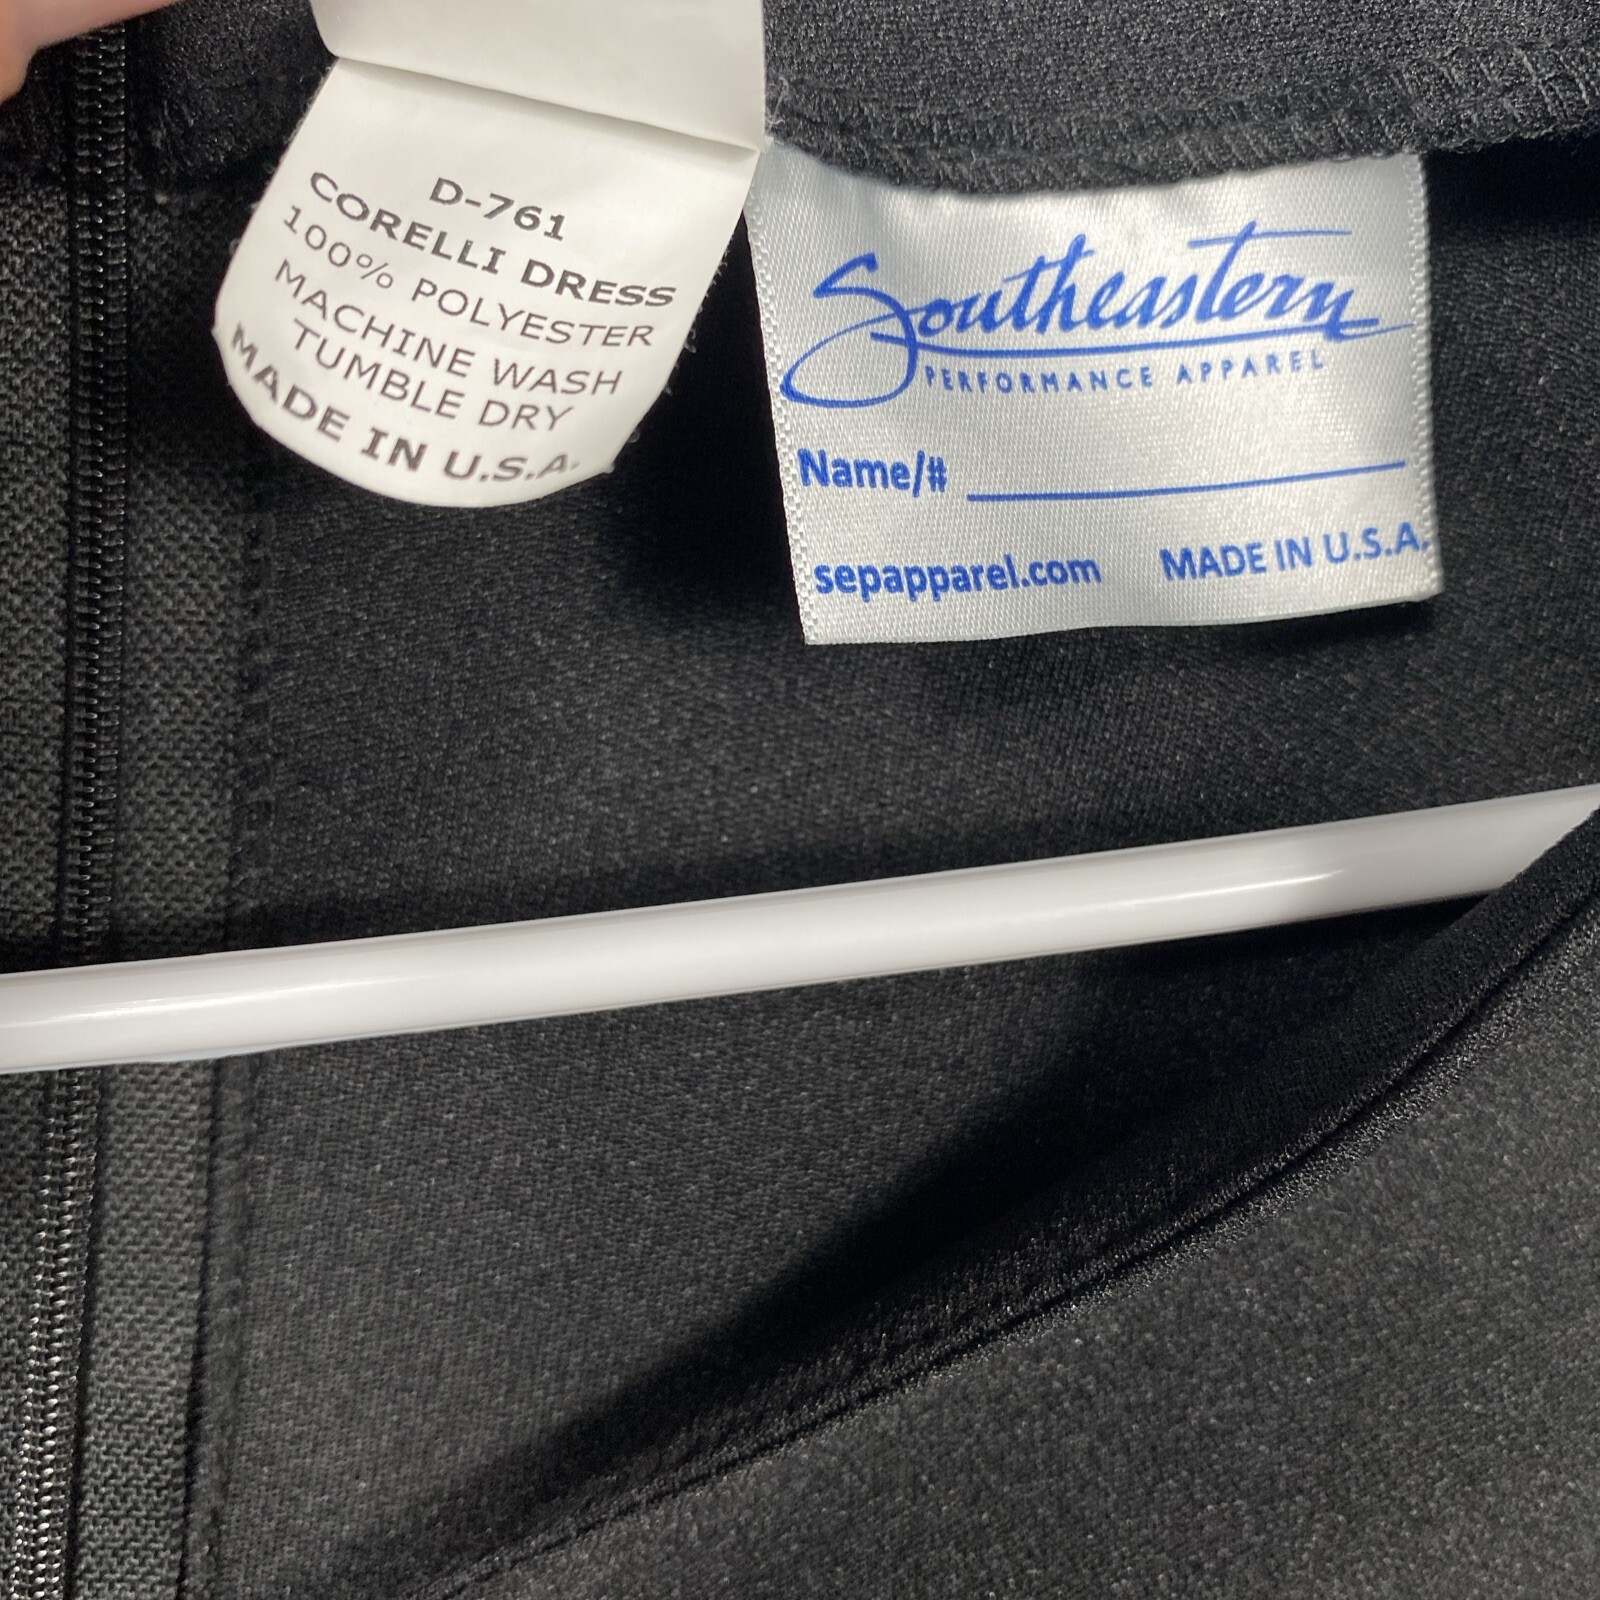 D-761
CORELLI DRESS
100% POLYESTER
MACHINE WASH
TUMBLE DRY
MADE IN U.S.A.
Southeastern
PERFORMANCE APPAREL
Name/# ____________
sepapparel.com MADE IN U.S.A.